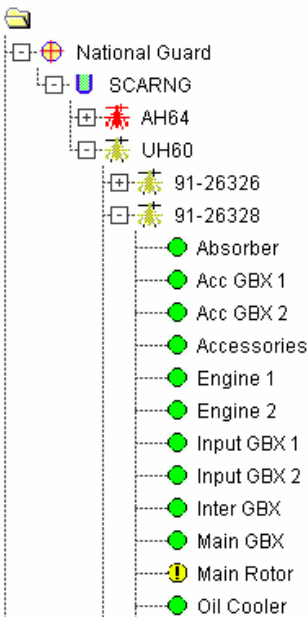 National Guard
SCARNG
AH64
UH60
91-26326
91-26328
Absorber
Acc GBX 1
Acc GBX 2
Accessories
Engine 1
Engine 2
Input GBX 1
Input GBX 2
Inter GBX
Main GBX
Main Rotor
Oil Cooler